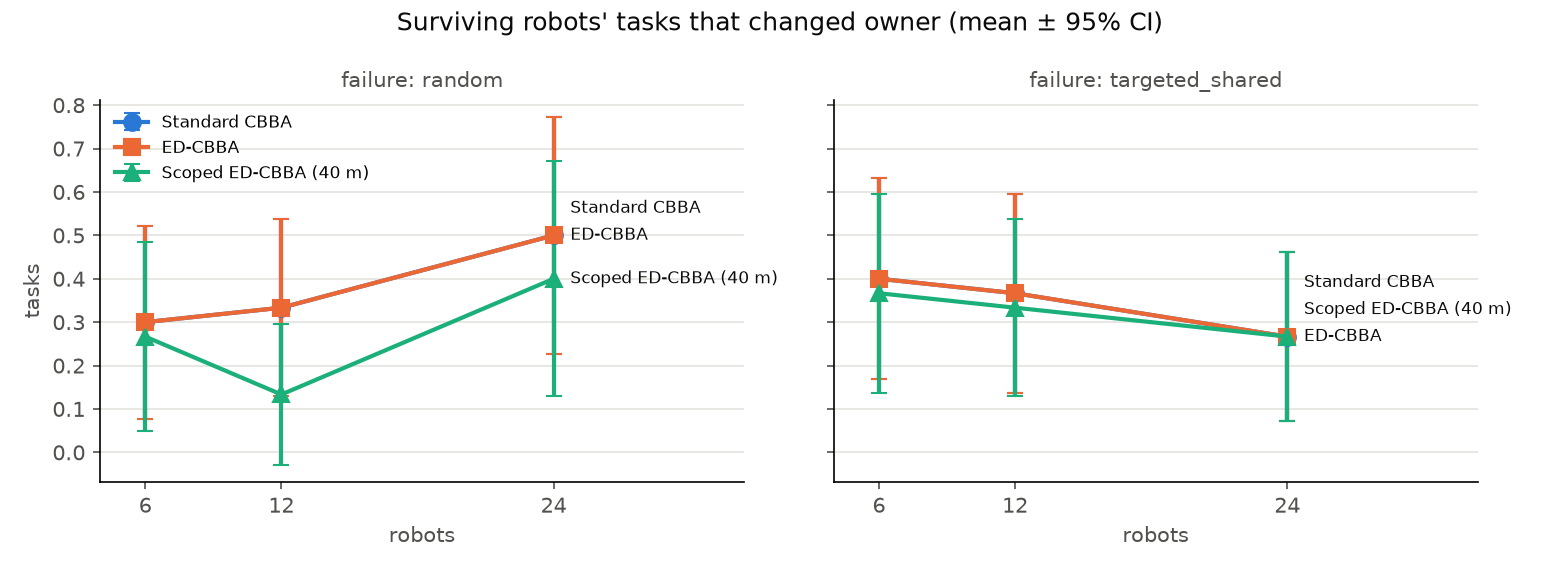 Surviving robots' tasks that changed owner (mean ± 95% CI)
failure: random
0.8
0.7
0.6
0.5
0.4
0.3
0.2
0.1
0.0
tasks
Standard CBBA
ED-CBBA
Scoped ED-CBBA (40 m)
Standard CBBA
ED-CBBA
Scoped ED-CBBA (40 m)
6
12
24
robots
failure: targeted_shared
Standard CBBA
Scoped ED-CBBA (40 m)
ED-CBBA
6
12
24
robots